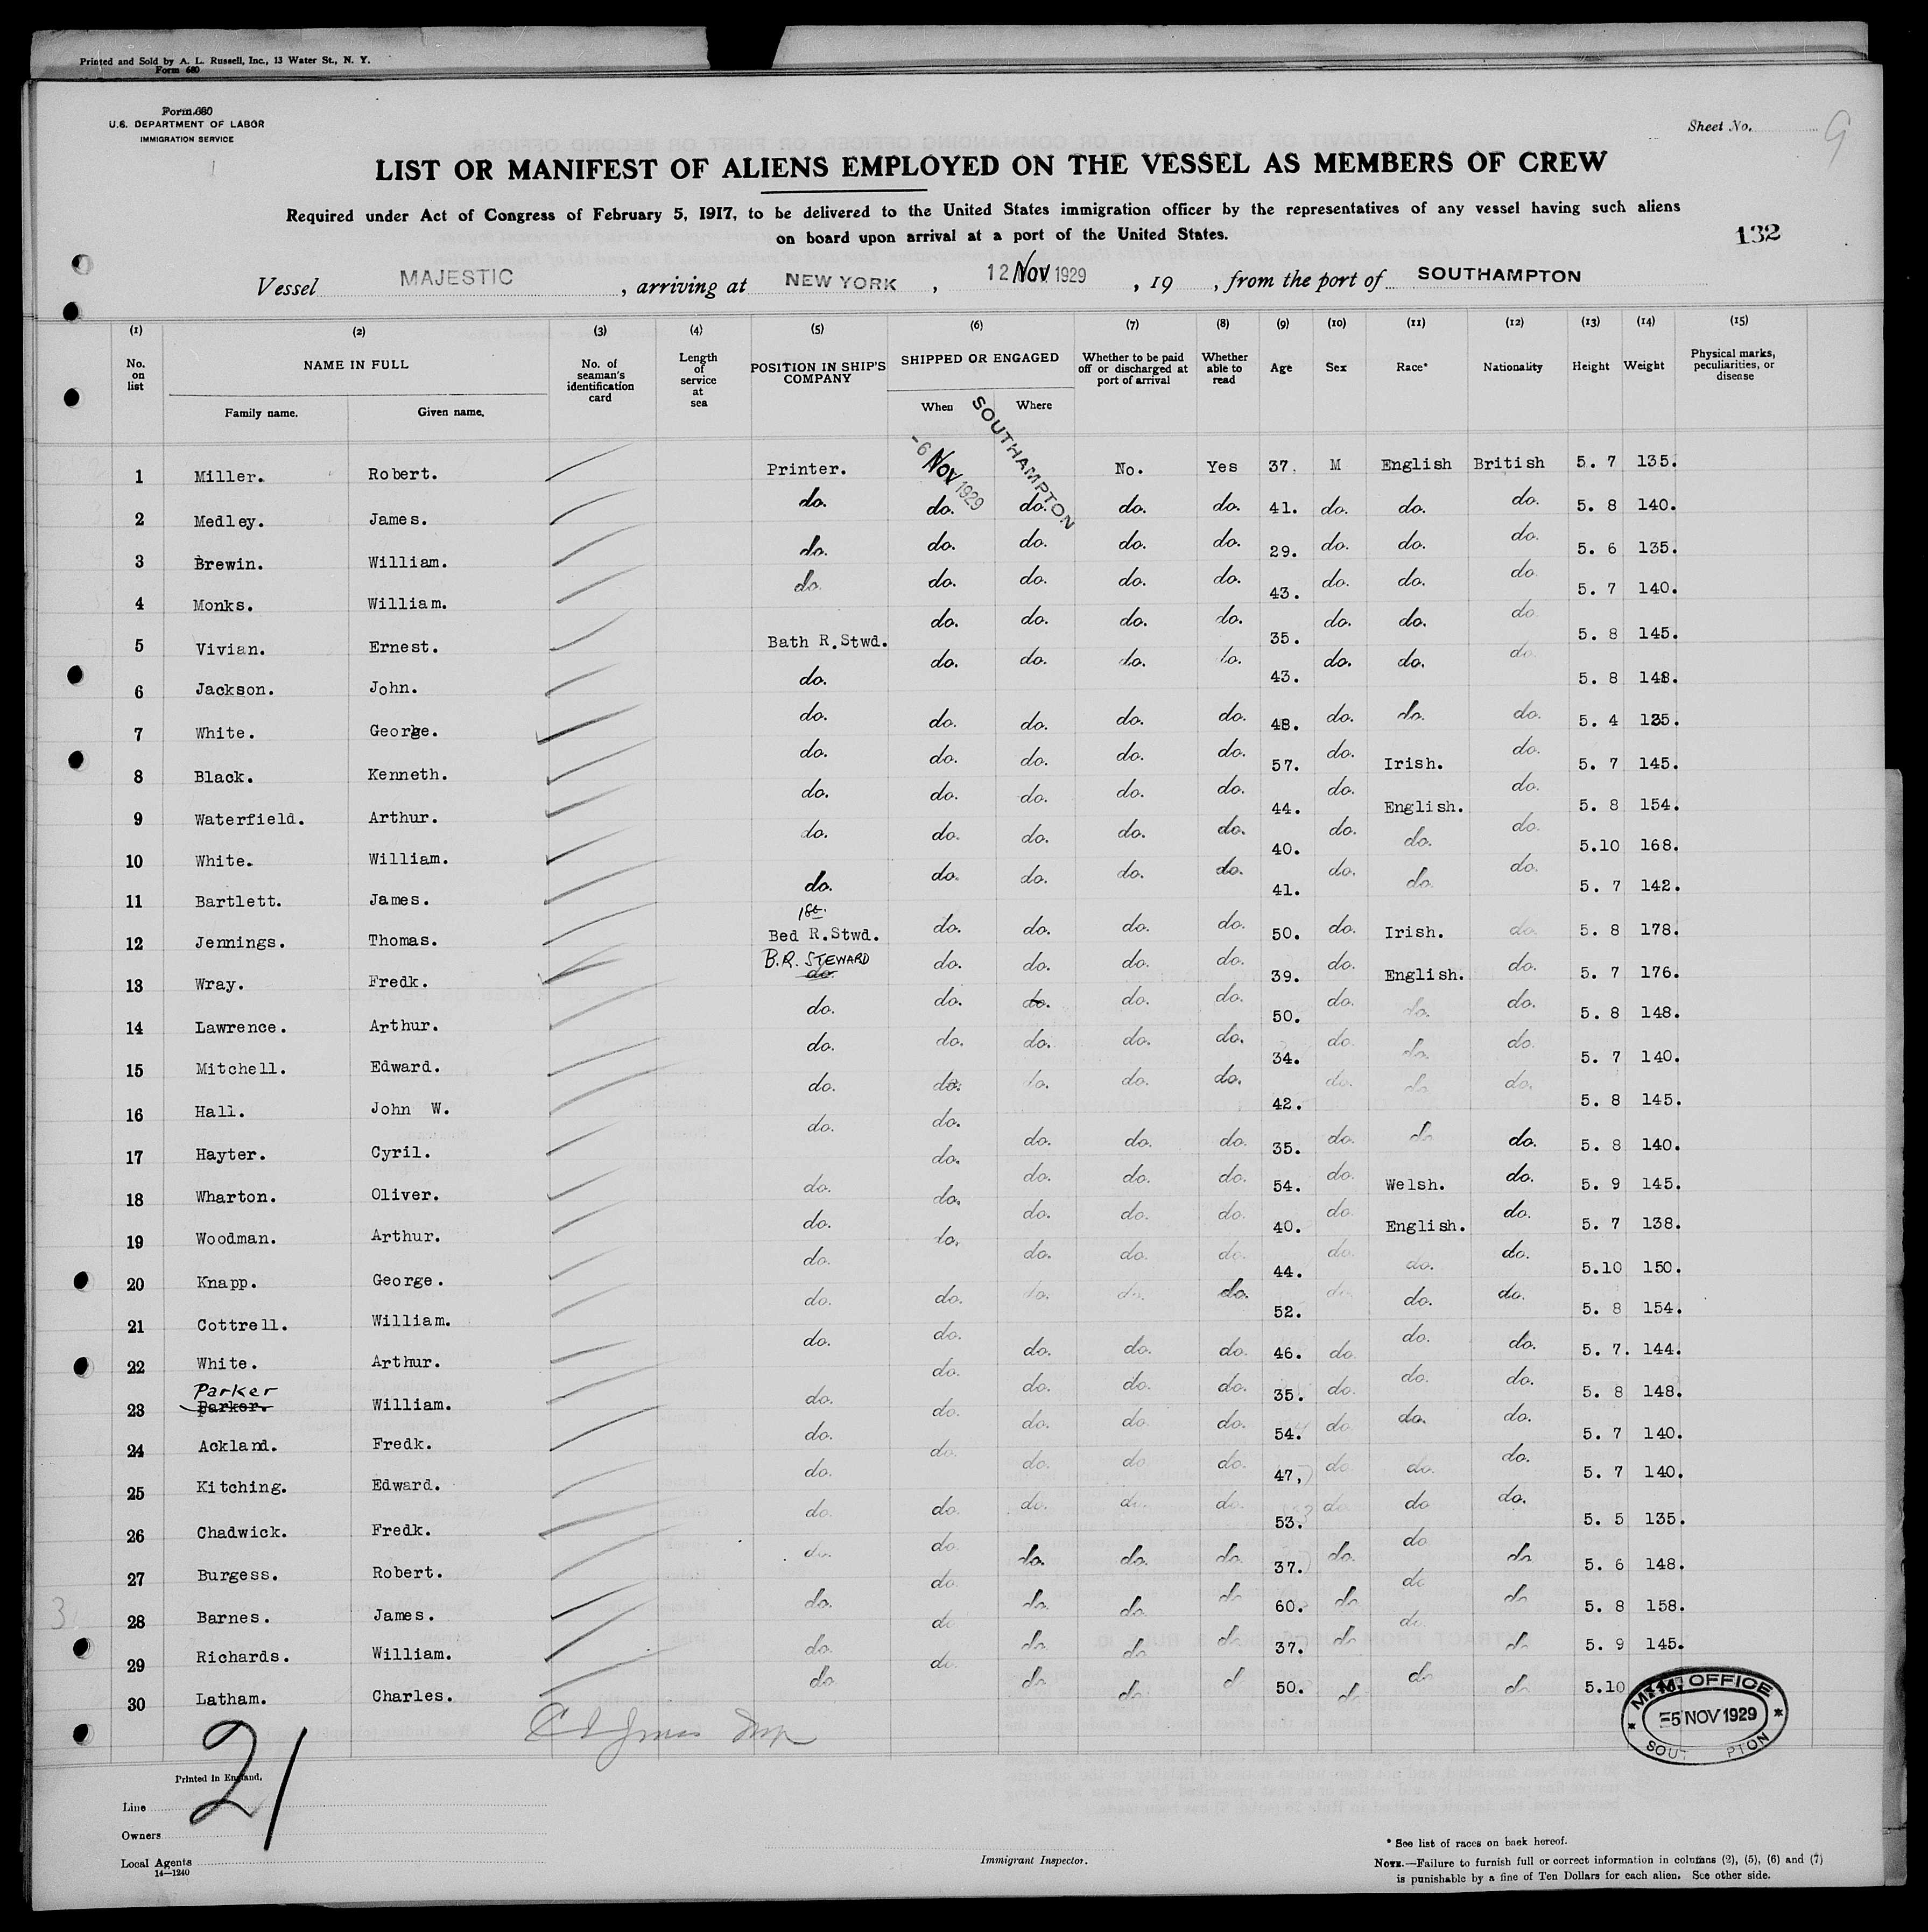 Printed and Sold by A. L. Russell, Inc., 13 Water St., N. Y.
Form 680
Form 680
U.S. DEPARTMENT OF LABOR
IMMIGRATION SERVICE
Sheet No. 9
LIST OR MANIFEST OF ALIENS EMPLOYED ON THE VESSEL AS MEMBERS OF CREW
Required under Act of Congress of February 5, 1917, to be delivered to the United States immigration officer by the representatives of any vessel having such aliens
on board upon arrival at a port of the United States.
132
Vessel MAJESTIC, arriving at NEW YORK, 12 Nov 1929, 19 , from the port of SOUTHAMPTON
(1) (2) (3) (4) (5) (6) (7) (8) (9) (10) (11) (12) (13) (14) (15)
No. on list NAME IN FULL No. of seaman's identification card Length of service at sea POSITION IN SHIP'S COMPANY SHIPPED OR ENGAGED Whether to be paid off or discharged at port of arrival Whether able to read Age Sex Race* Nationality Height Weight Physical marks, peculiarities, or disease
Family name. Given name. When Where
1 Miller. Robert. Printer. -6 Nov 1929 SOUTHAMPTON No. Yes 37. M English British 5. 7 135.
2 Medley. James. do. do. do. do. do. 41. do. do. do. 5. 8 140.
3 Brewin. William. do. do. do. do. do. 29. do. do. do. 5. 6 135.
4 Monks. William. do. do. do. do. do. 43. do. do. do. 5. 7 140.
5 Vivian. Ernest. Bath R.Stwd. do. do. do. do. 35. do. do. do. 5. 8 145.
6 Jackson. John. do. do. do. do. do. 43. do. do. do. 5. 8 148.
7 White. George. do. do. do. do. do. 48. do. do. do. 5. 4 125.
8 Black. Kenneth. do. do. do. do. do. 57. do. Irish. do. 5. 7 145.
9 Waterfield. Arthur. do. do. do. do. do. 44. do. English. do. 5. 8 154.
10 White. William. do. do. do. do. do. 40. do. do. do. 5.10 168.
11 Bartlett. James. do. do. do. do. do. 41. do. do. do. 5. 7 142.
12 Jennings. Thomas. 1st. Bed R.Stwd. do. do. do. do. 50. do. Irish. do. 5. 8 178.
13 Wray. Fredk. B.R. STEWARD do. do. do. do. do. 39. do. English. do. 5. 7 176.
14 Lawrence. Arthur. do. do. do. do. do. 50. do. do. do. 5. 8 148.
15 Mitchell. Edward. do. do. do. do. do. 34. do. do. do. 5. 7 140.
16 Hall. John W. do. do. do. do. do. 42. do. do. do. 5. 8 145.
17 Hayter. Cyril. do. do. do. do. do. 35. do. do do. 5. 8 140.
18 Wharton. Oliver. do. do. do. do. do. 54. do. Welsh. do. 5. 9 145.
19 Woodman. Arthur. do. do. do. do. do. 40. do. English. do. 5. 7 138.
20 Knapp. George. do. do. do. do. do. 44. do. do. do. 5.10 150.
21 Cottrell. William. do. do. do. do. do. 52. do. do. do. 5. 8 154.
22 White. Arthur. do. do. do. do. do. 46. do. do. do. 5. 7. 144.
Parker
23 Barker. William. do. do. do. do. do. 35. do. do. do. 5. 8 148.
24 Ackland. Fredk. do. do. do. do. do. 54. do do. do. 5. 7 140.
25 Kitching. Edward. do. do. do. do. do. 47, do do. do. 5. 7 140.
26 Chadwick. Fredk. do. do. do. do. do. 53. do do do. 5. 5 135.
27 Burgess. Robert. do. do. do. do. do 37. do. do do 5. 6 148.
28 Barnes. James. do. do do. do. do 60. do do do 5. 8 158.
29 Richards. William. do. do do. do do 37. do do. do 5. 9 145.
30 Latham. Charles. do do. do. do d 50. do do do 5.10
M.M. OFFICE
5 NOV 1929
SOUT PTON
21
3
Printed in England.
Line
Owners
Local Agents
14—1240
Immigrant Inspector.
* See list of races on back hereof.
NOTE.—Failure to furnish full or correct information in columns (2), (5), (6) and (7)
is punishable by a fine of Ten Dollars for each alien. See other side.